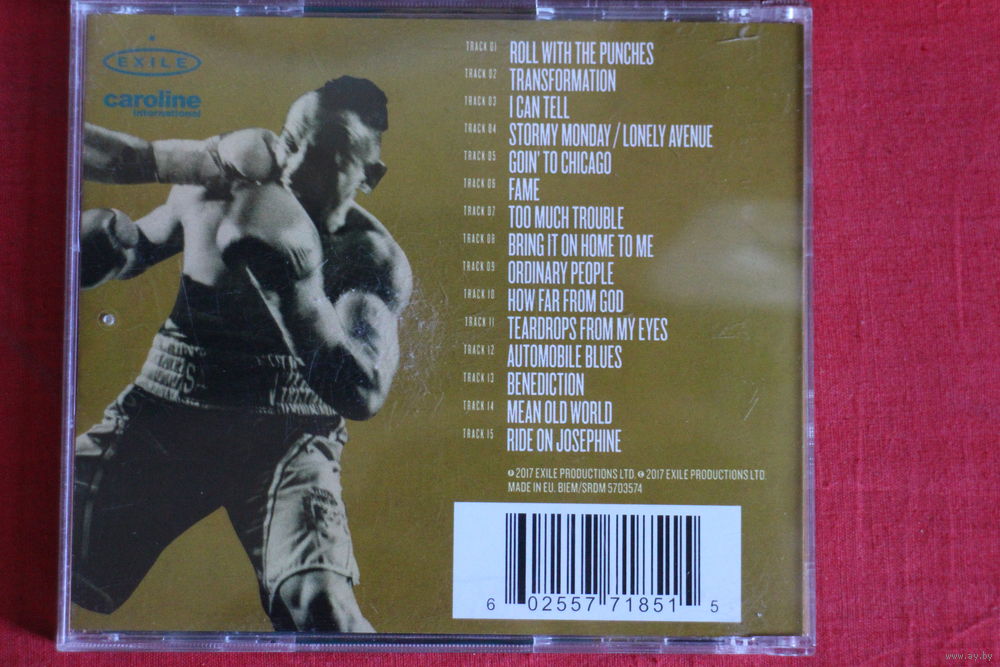 EXILE
caroline
international
TRACK 01 ROLL WITH THE PUNCHES
TRACK 02 TRANSFORMATION
TRACK 03 I CAN TELL
TRACK 04 STORMY MONDAY / LONELY AVENUE
TRACK 05 GOIN' TO CHICAGO
TRACK 06 FAME
TRACK 07 TOO MUCH TROUBLE
TRACK 08 BRING IT ON HOME TO ME
TRACK 09 ORDINARY PEOPLE
TRACK 10 HOW FAR FROM GOD
TRACK 11 TEARDROPS FROM MY EYES
TRACK 12 AUTOMOBILE BLUES
TRACK 13 BENEDICTION
TRACK 14 MEAN OLD WORLD
TRACK 15 RIDE ON JOSEPHINE
℗ 2017 EXILE PRODUCTIONS LTD. © 2017 EXILE PRODUCTIONS LTD.
MADE IN EU. BIEM/SRDM 5703574
6 02557 71851 5
www.ay.by